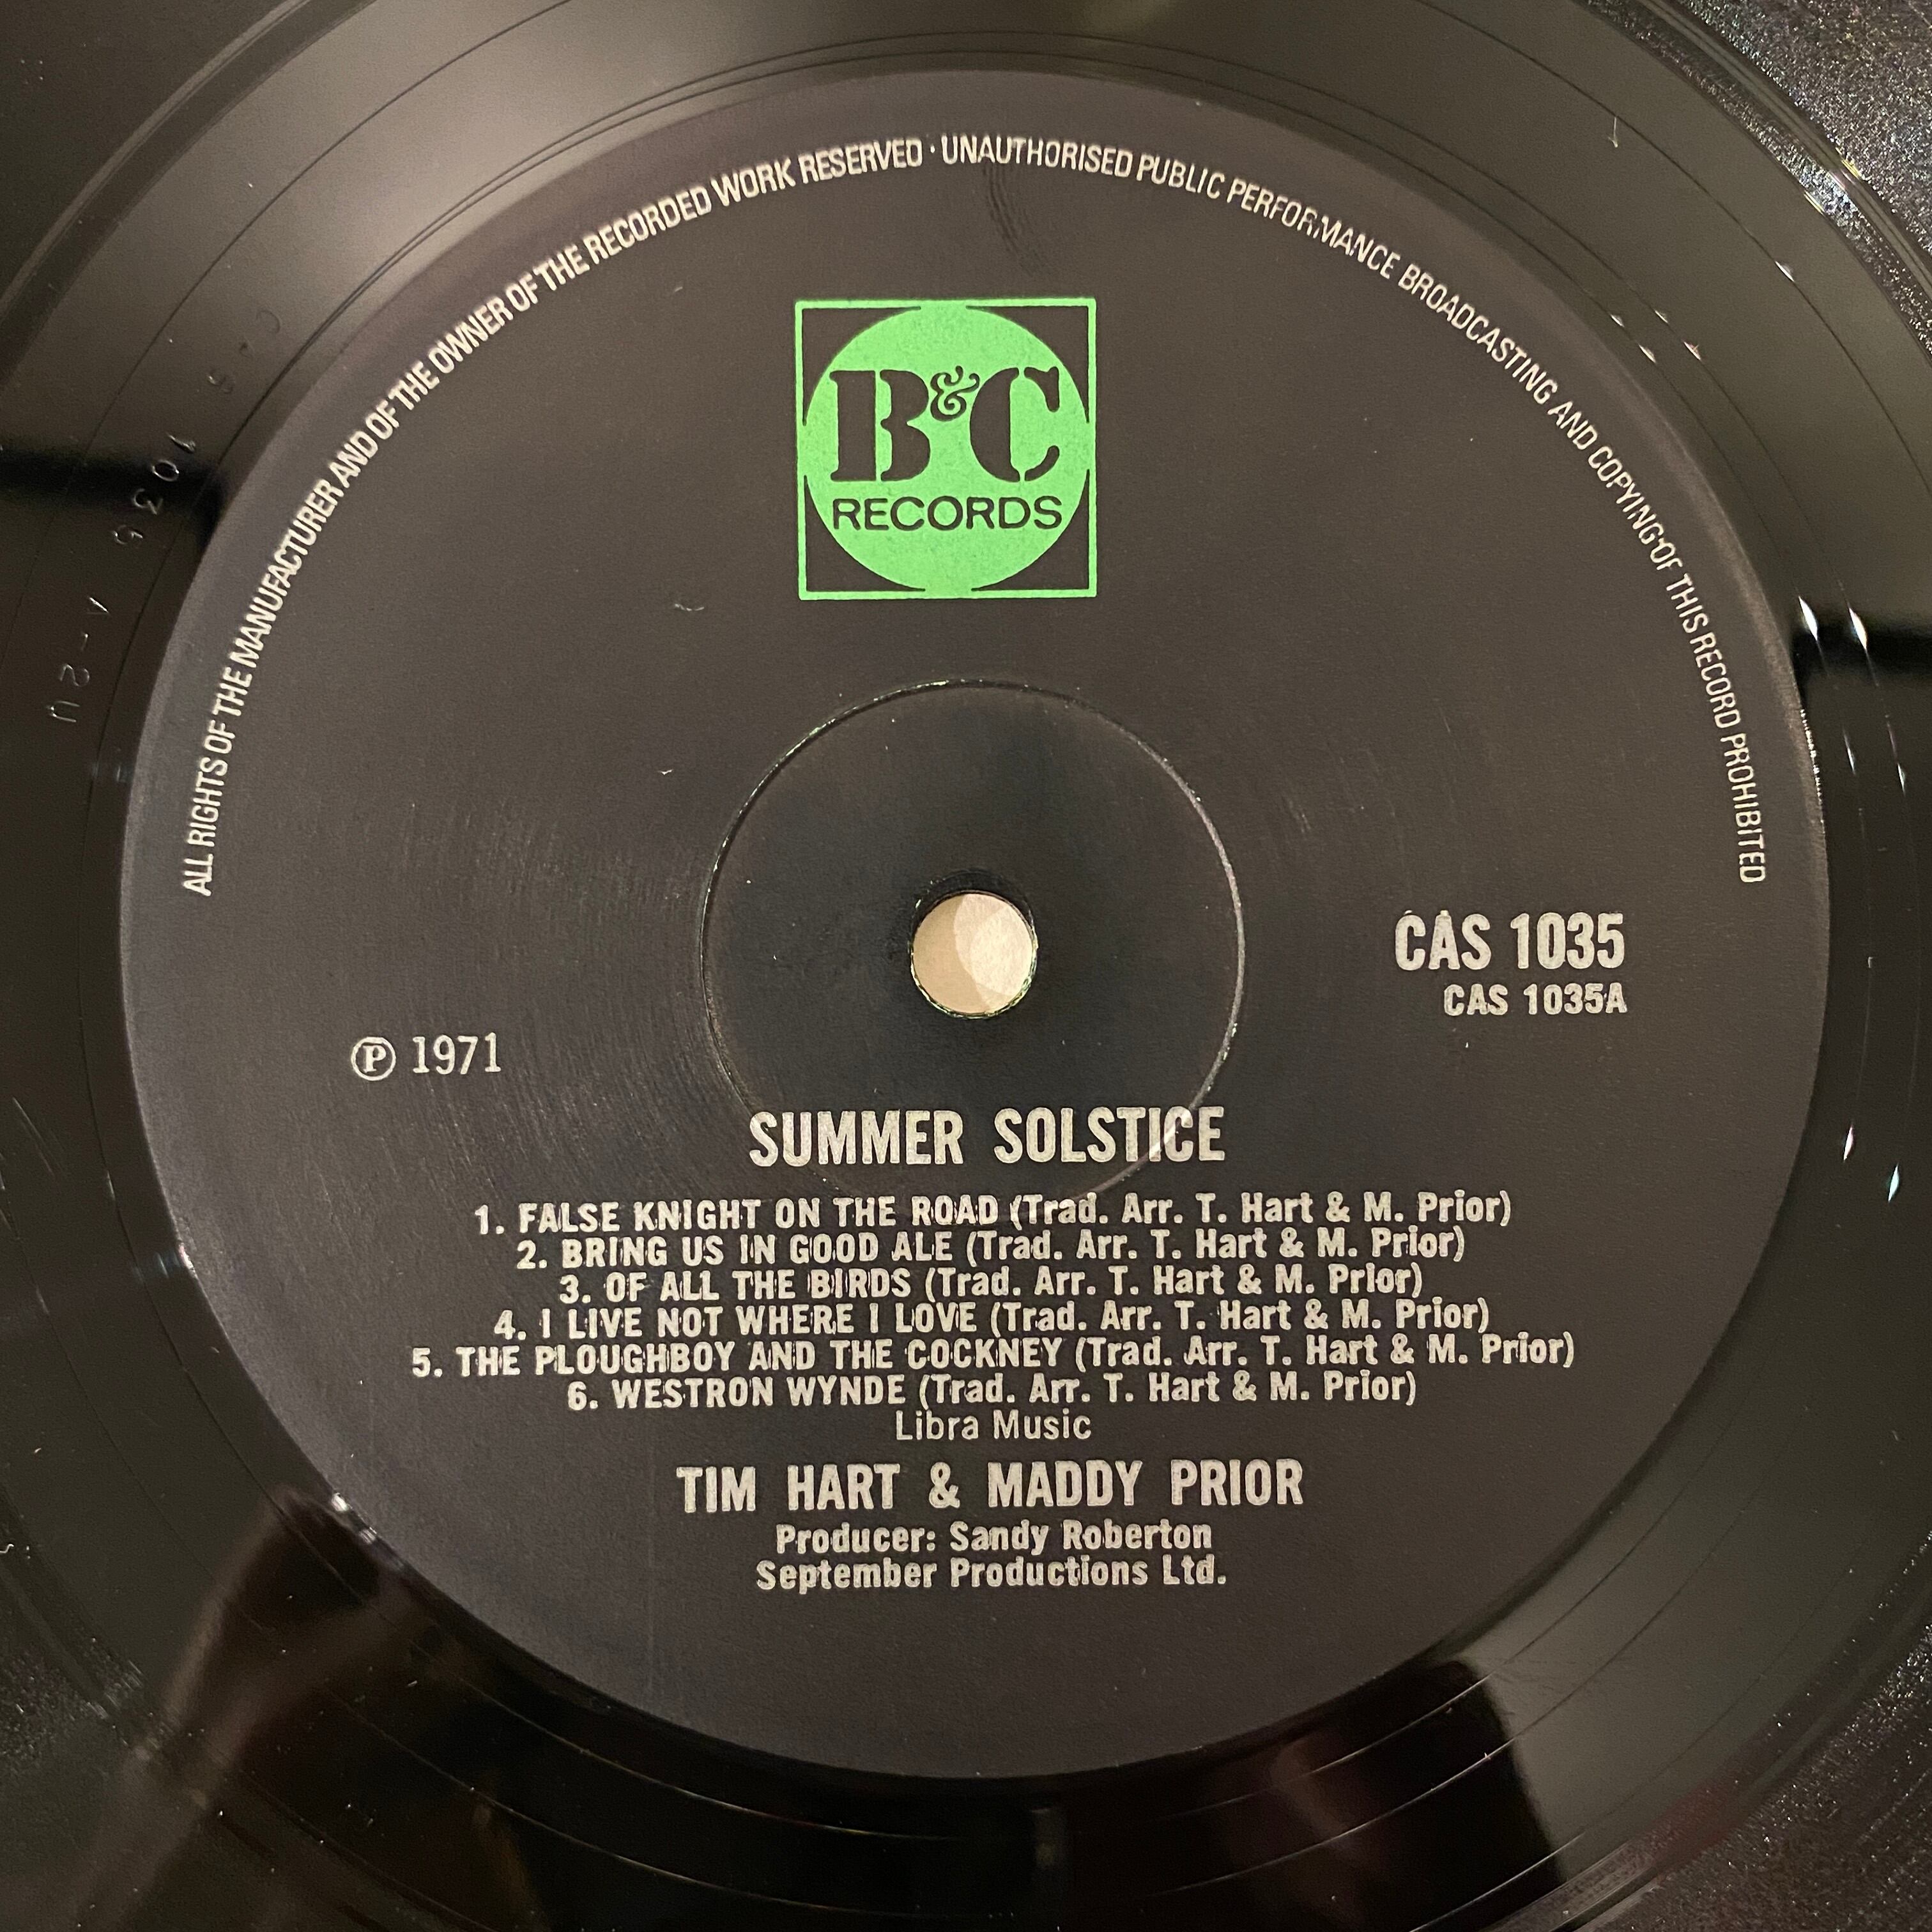 ALL RIGHTS OF THE MANUFACTURER AND OF THE OWNER OF THE RECORDED WORK RESERVED · UNAUTHORISED PUBLIC PERFORMANCE BROADCASTING AND COPYING OF THIS RECORD PROHIBITED
B&C
RECORDS
CAS 1035
CAS 1035A
℗ 1971
SUMMER SOLSTICE
1. FALSE KNIGHT ON THE ROAD (Trad. Arr. T. Hart & M. Prior)
2. BRING US IN GOOD ALE (Trad. Arr. T. Hart & M. Prior)
3. OF ALL THE BIRDS (Trad. Arr. T. Hart & M. Prior)
4. I LIVE NOT WHERE I LOVE (Trad. Arr. T. Hart & M. Prior)
5. THE PLOUGHBOY AND THE COCKNEY (Trad. Arr. T. Hart & M. Prior)
6. WESTRON WYNDE (Trad. Arr. T. Hart & M. Prior)
Libra Music
TIM HART & MADDY PRIOR
Producer: Sandy Roberton
September Productions Ltd.